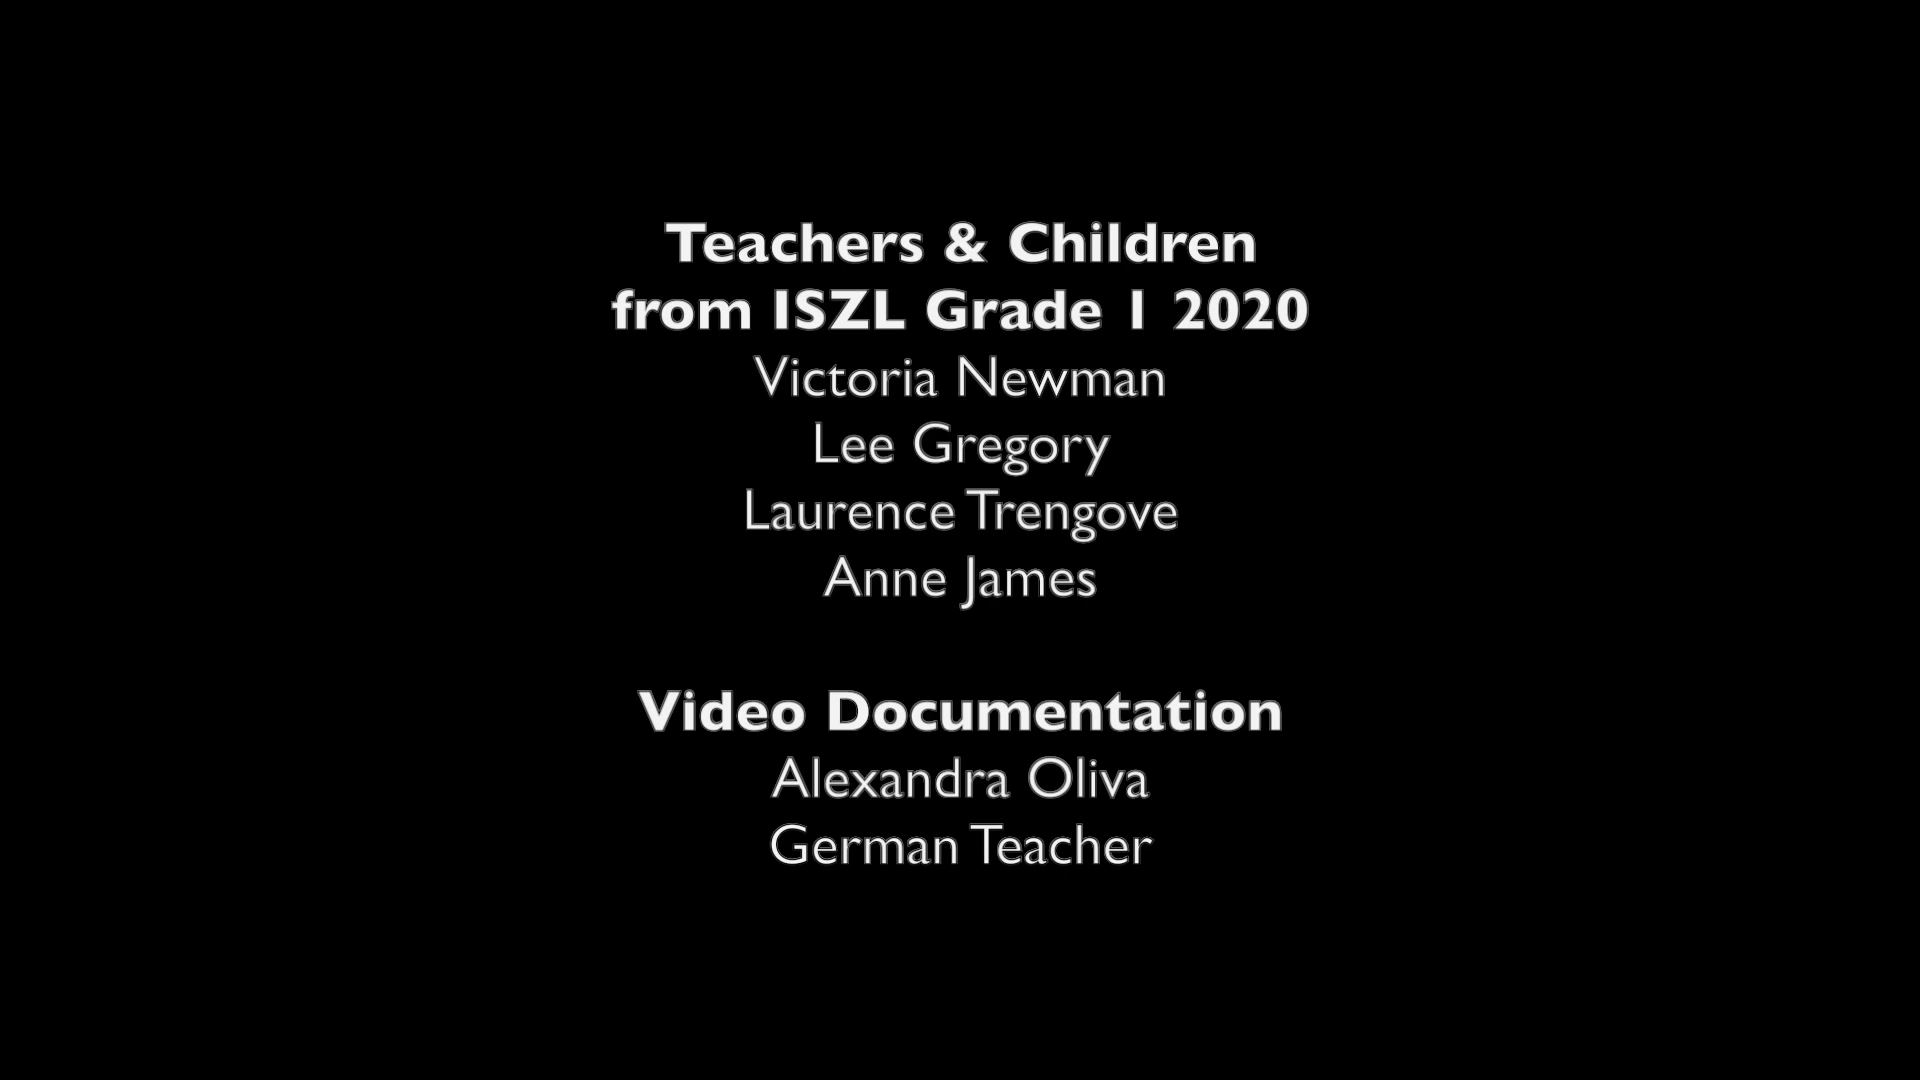 Teachers & Children
from ISZL Grade 1 2020
Victoria Newman
Lee Gregory
Laurence Trengove
Anne James
Video Documentation
Alexandra Oliva
German Teacher